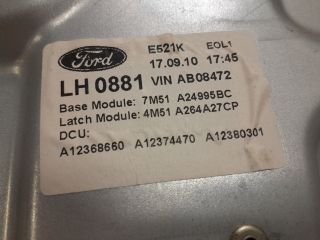 Ford
E521K EOL1
17.09.10 17:45
LH 0881 VIN AB08472
Base Module: 7M51 A24995BC
Latch Module: 4M51 A264A27CP
DCU:
A12368660 A12374470 A12380301